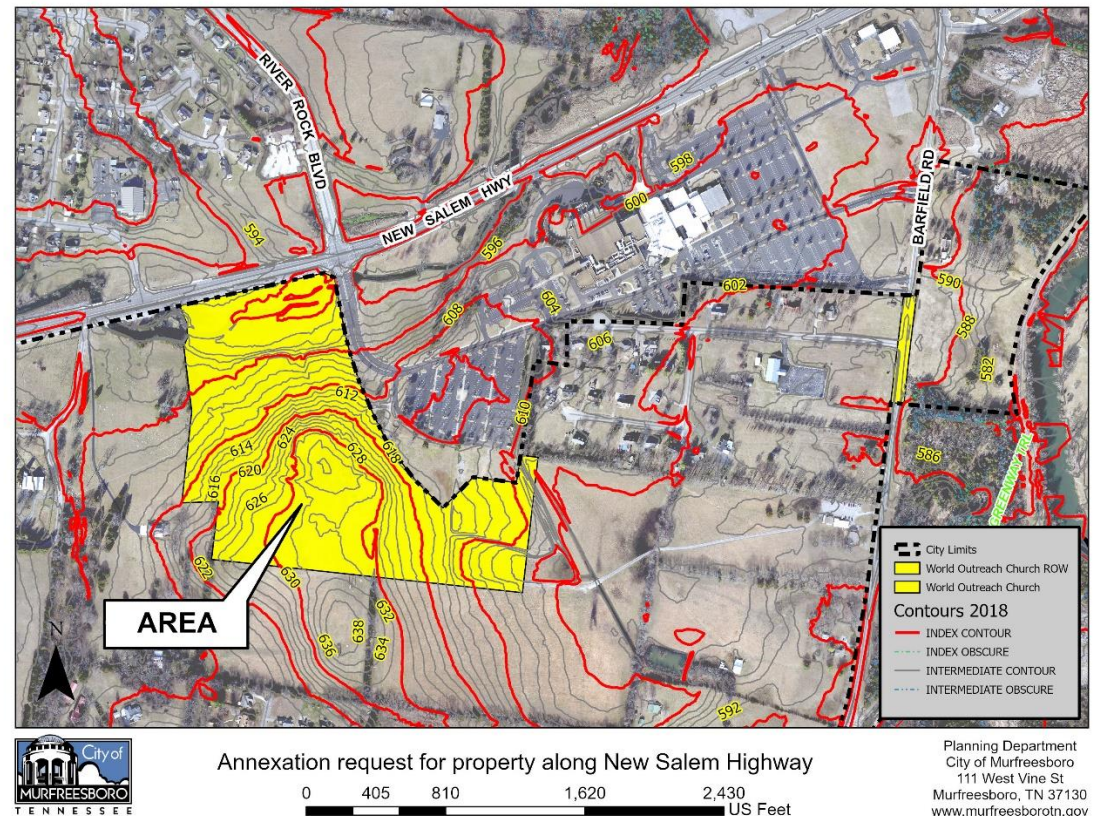 RIVER ROCK BLVD
NEW SALEM HWY
BARFIELD RD
598
600
594
596
604
602
608
606
590
588
582
612
610
614
624
628
618
620
616
626
586
GREENWAY TRL
622
630
632
638
636
634
592
AREA
N
City Limits
World Outreach Church ROW
World Outreach Church
Contours 2018
INDEX CONTOUR
INDEX OBSCURE
INTERMEDIATE CONTOUR
INTERMEDIATE OBSCURE
City of
MURFREESBORO
TENNESSEE
Annexation request for property along New Salem Highway
0 405 810 1,620 2,430
US Feet
Planning Department
City of Murfreesboro
111 West Vine St
Murfreesboro, TN 37130
www.murfreesborotn.gov